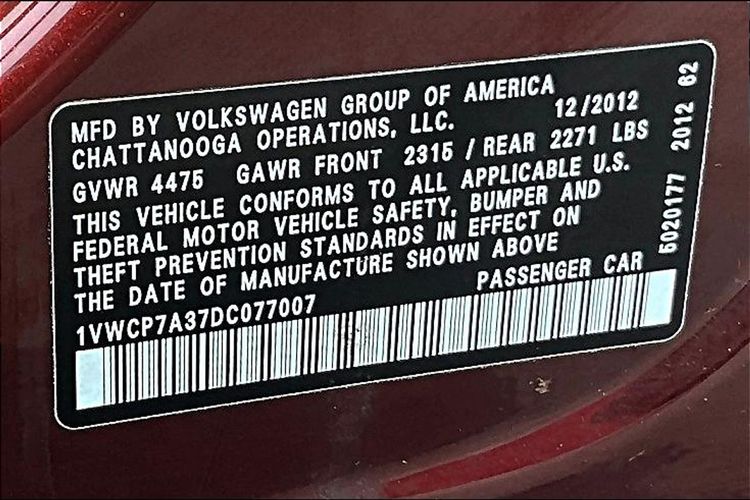 MFD BY VOLKSWAGEN GROUP OF AMERICA
CHATTANOOGA OPERATIONS, LLC. 12/2012
GVWR 4475 GAWR FRONT 2315 / REAR 2271 LBS
THIS VEHICLE CONFORMS TO ALL APPLICABLE U.S.
FEDERAL MOTOR VEHICLE SAFETY, BUMPER AND
THEFT PREVENTION STANDARDS IN EFFECT ON
THE DATE OF MANUFACTURE SHOWN ABOVE
1VWCP7A37DC077007 PASSENGER CAR
5020177 2012 62